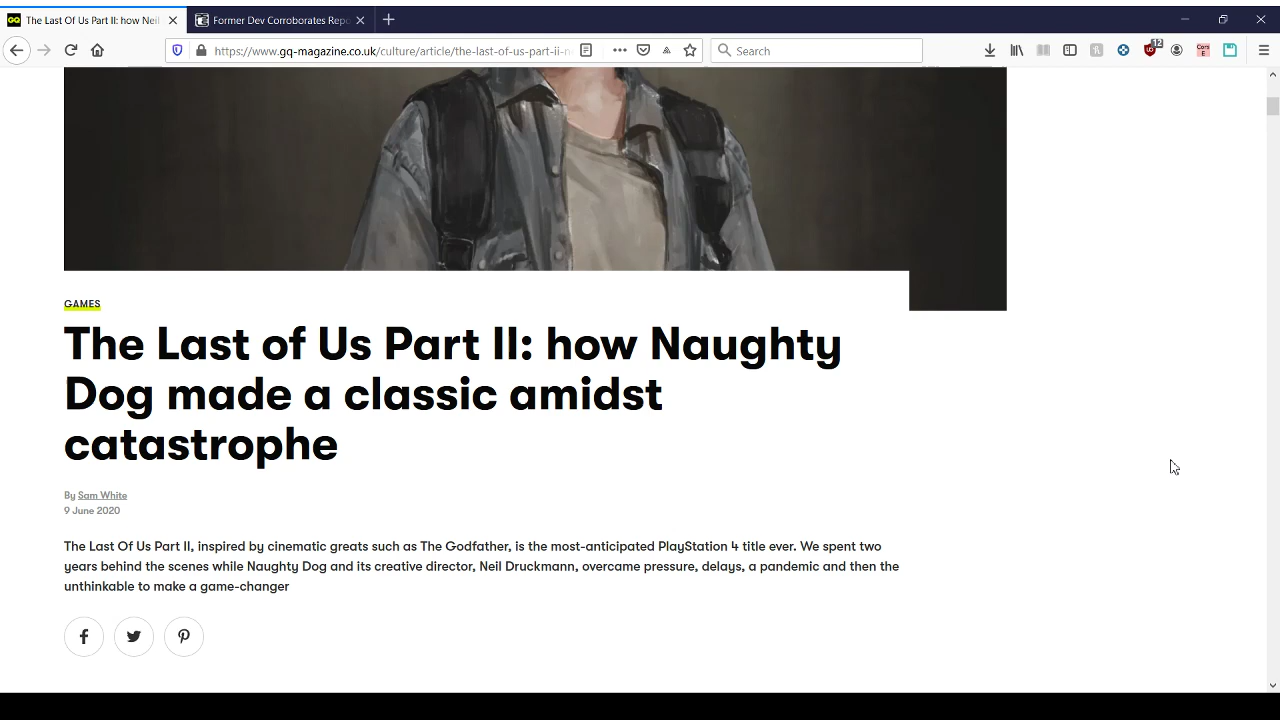 GQ The Last Of Us Part II: how Neil
Former Dev Corroborates Repo
https://www.gq-magazine.co.uk/culture/article/the-last-of-us-part-ii-n
Search
12
GAMES
The Last of Us Part II: how Naughty
Dog made a classic amidst
catastrophe
By Sam White
9 June 2020
The Last Of Us Part II, inspired by cinematic greats such as The Godfather, is the most-anticipated PlayStation 4 title ever. We spent two
years behind the scenes while Naughty Dog and its creative director, Neil Druckmann, overcame pressure, delays, a pandemic and then the
unthinkable to make a game-changer